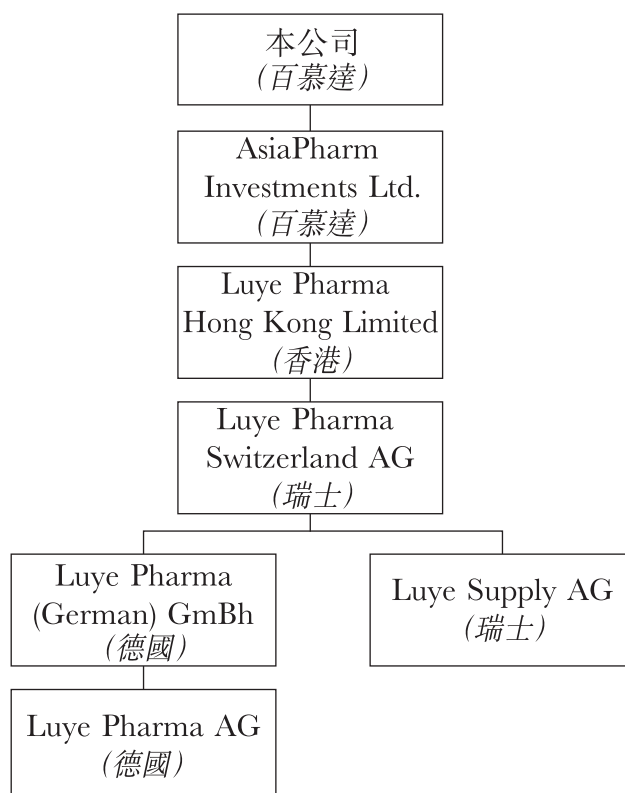 本公司
(百慕達)
AsiaPharm
Investments Ltd.
(百慕達)
Luye Pharma
Hong Kong Limited
(香港)
Luye Pharma
Switzerland AG
(瑞士)
Luye Pharma
(German) GmBh
(德國)
Luye Supply AG
(瑞士)
Luye Pharma AG
(德國)